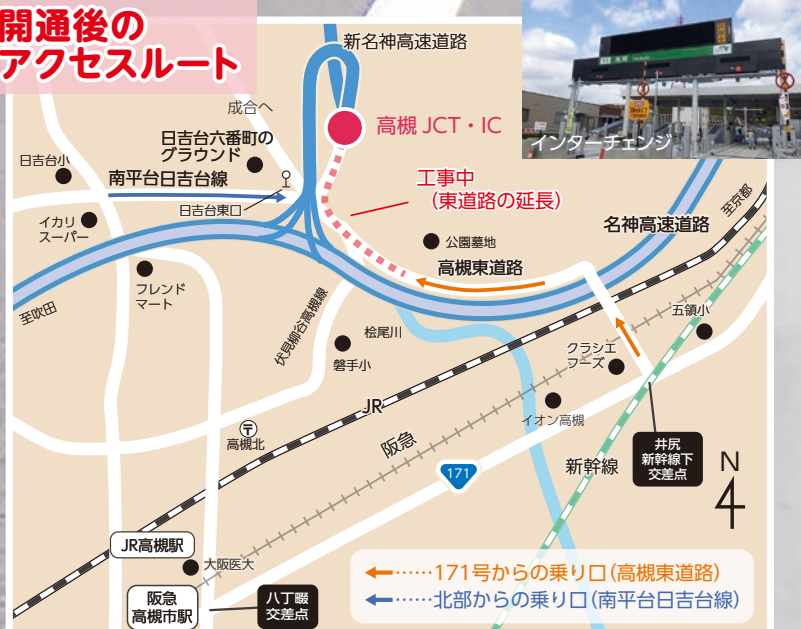 開通後の
アクセスルート
新名神高速道路
成合へ
高槻 JCT・IC
インターチェンジ
日吉台六番町の
グラウンド
日吉台小
南平台日吉台線
日吉台東口
工事中
(東道路の延長)
イカリ
スーパー
公園墓地
名神高速道路
至京都
高槻東道路
フレンド
マート
至吹田
伏見柳谷高槻線
桧尾川
磐手小
五領小
クラシエ
フーズ
JR
イオン高槻
阪急
〒
高槻北
171
新幹線
井尻
新幹線下
交差点
N
JR高槻駅
大阪医大
阪急
高槻市駅
八丁畷
交差点
←……171号からの乗り口(高槻東道路)
←……北部からの乗り口(南平台日吉台線)